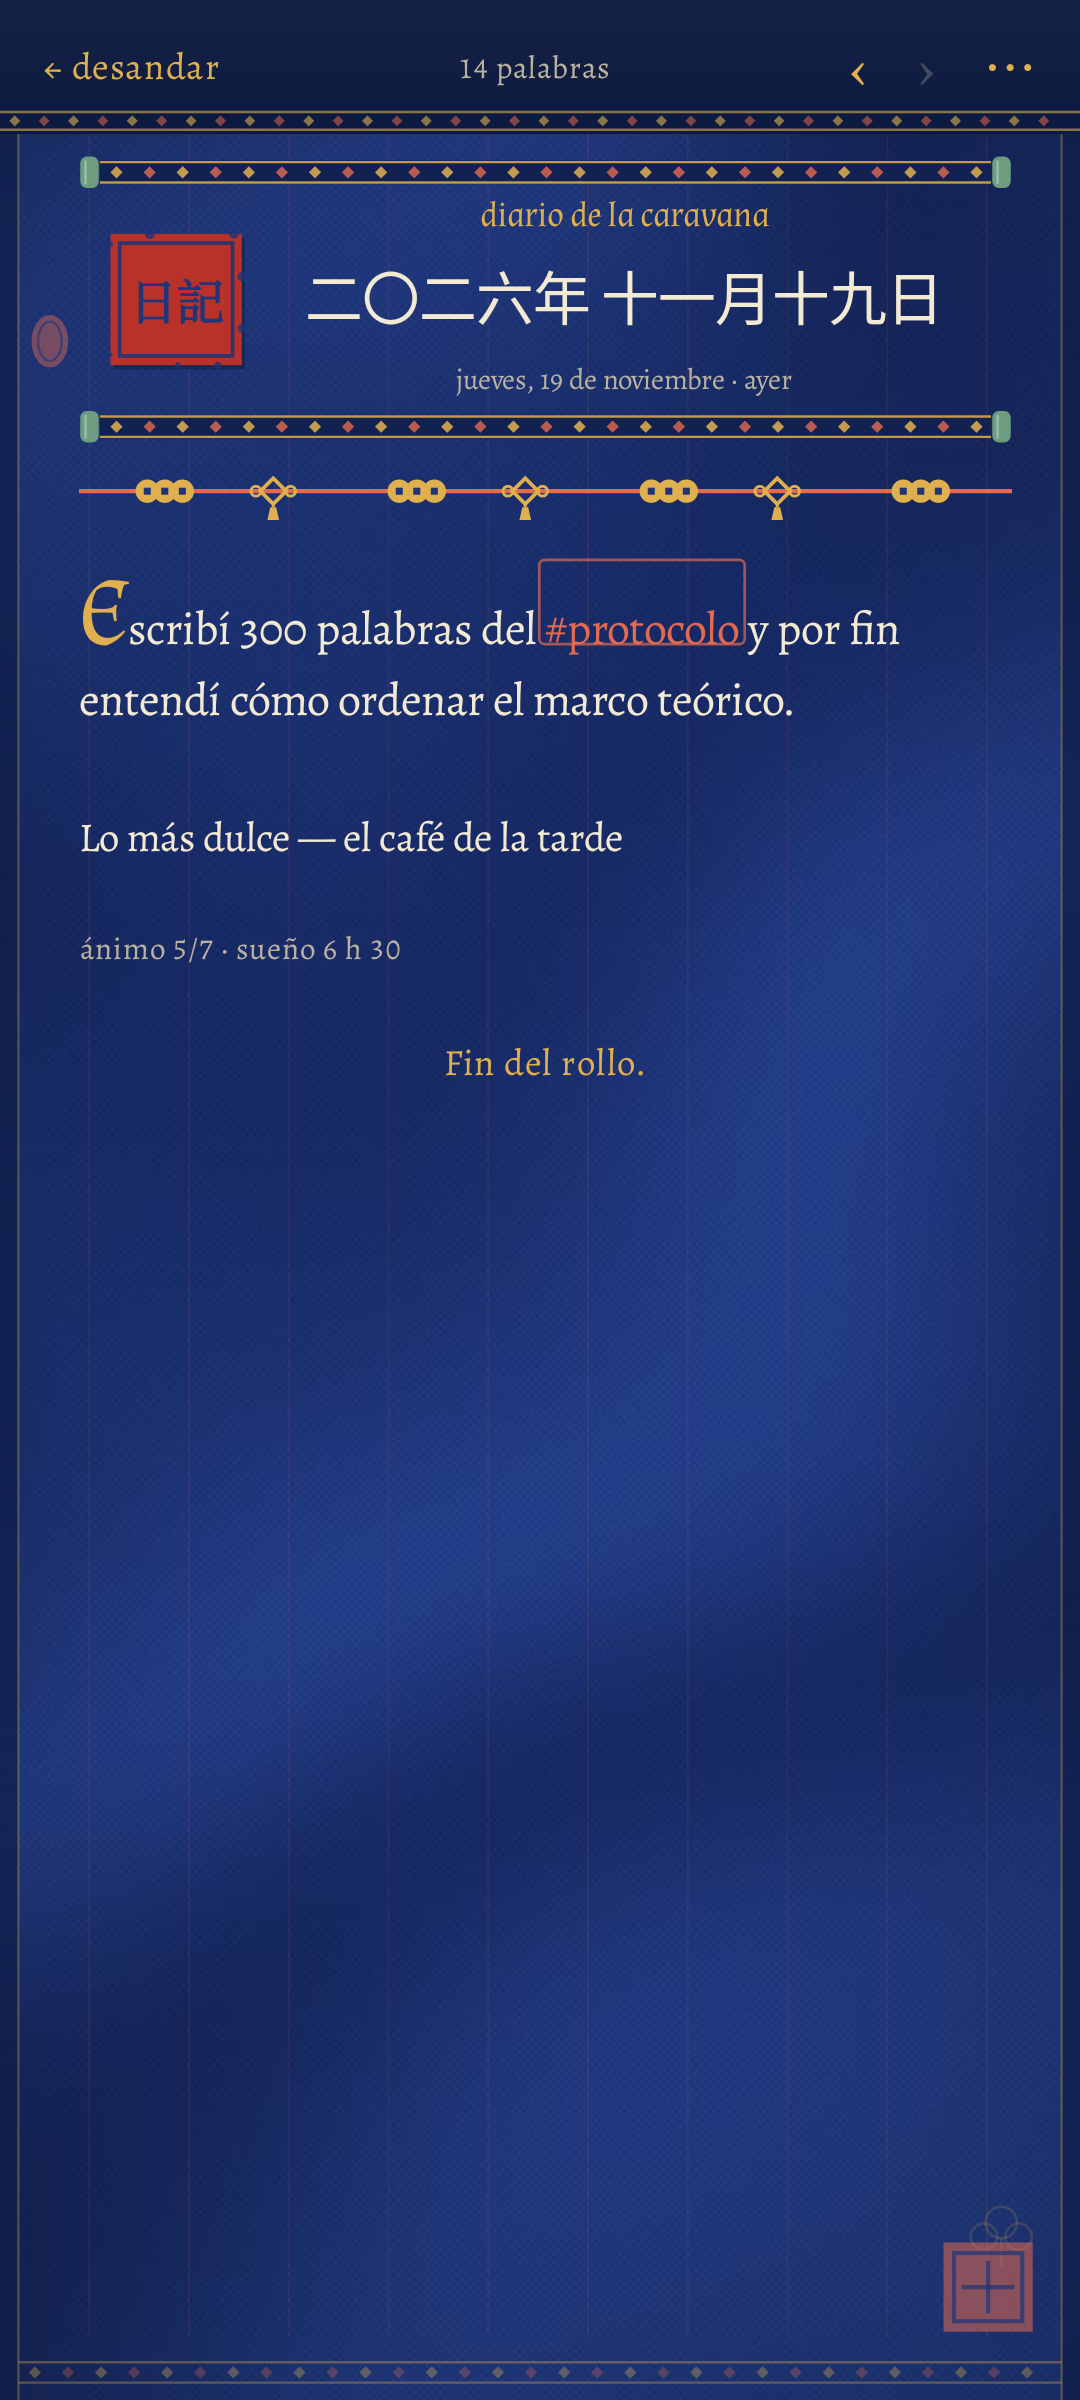 ← desandar
14 palabras
‹ › ···
diario de la caravana
日記
二〇二六年 十一月十九日
jueves, 19 de noviembre · ayer
Escribí 300 palabras del #protocolo y por fin
entendí cómo ordenar el marco teórico.
Lo más dulce — el café de la tarde
ánimo 5/7 · sueño 6 h 30
Fin del rollo.